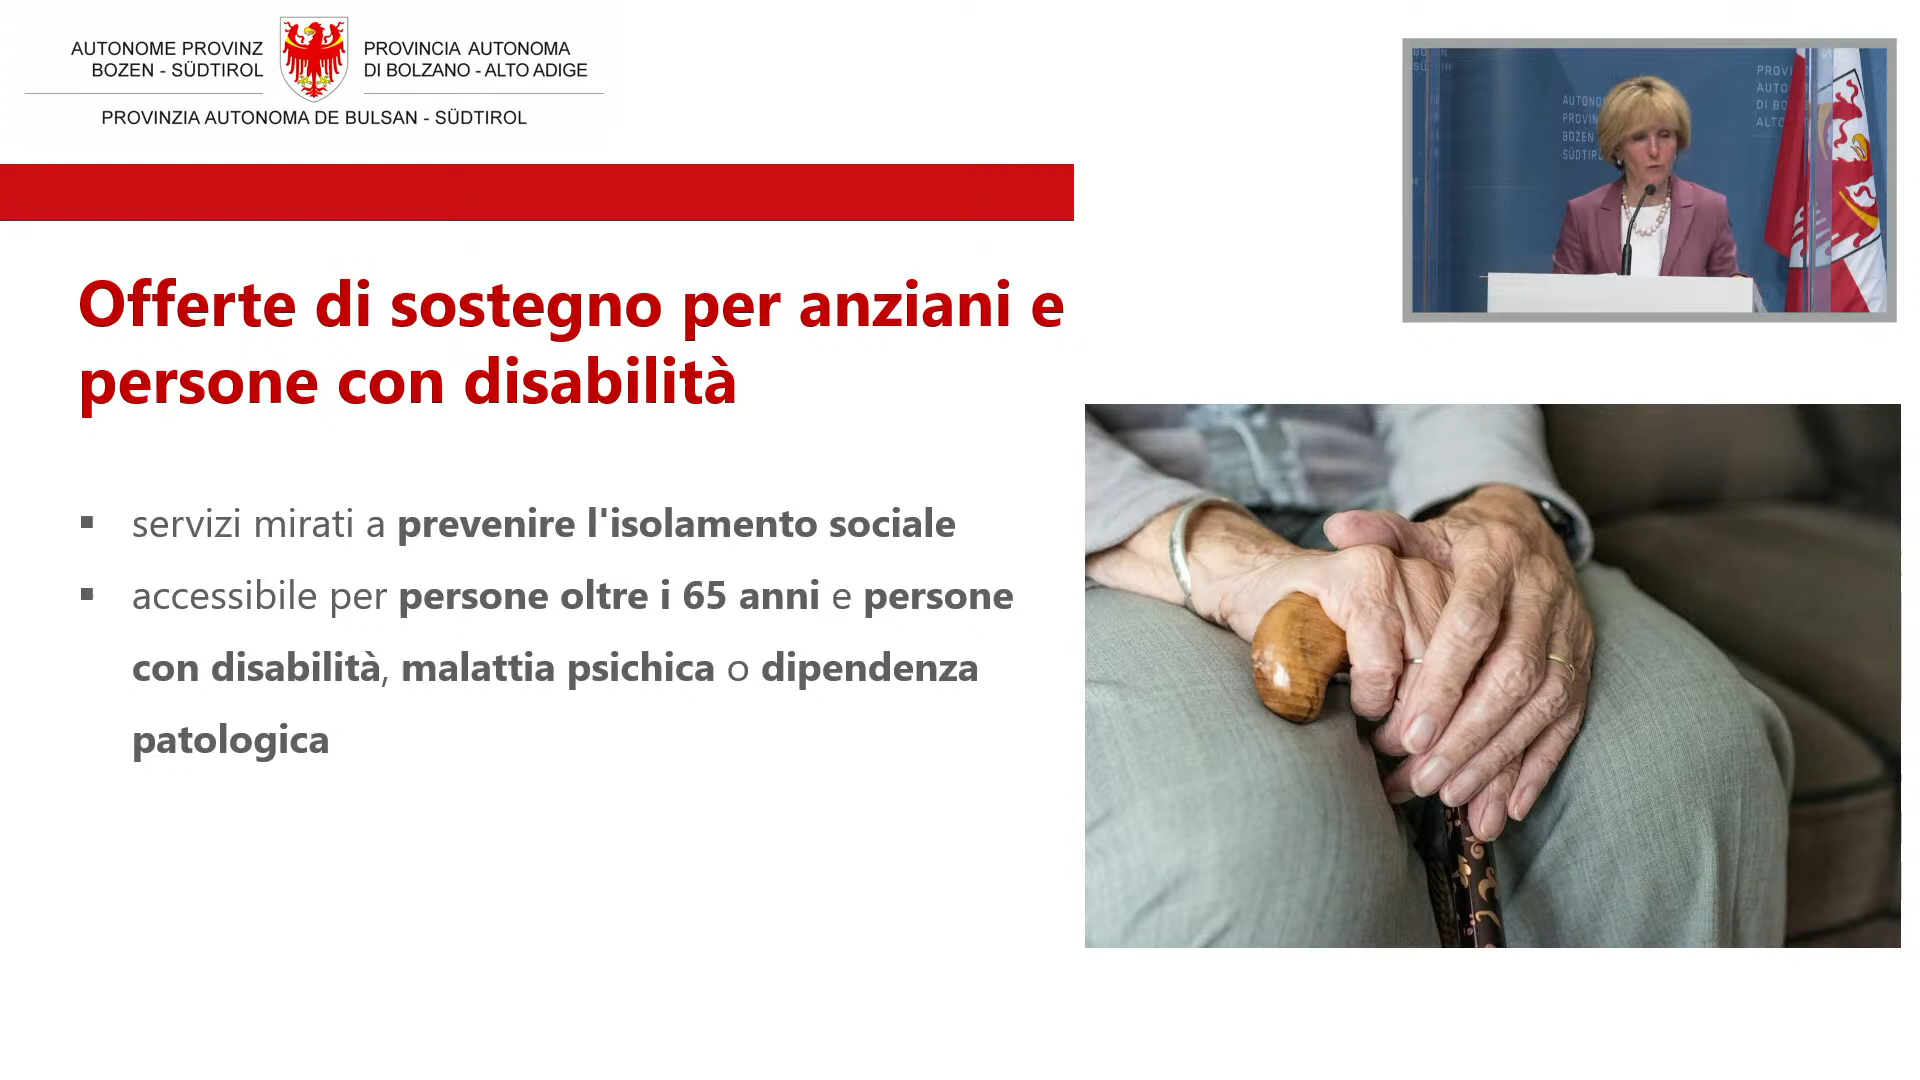 AUTONOME PROVINZ
BOZEN - SÜDTIROL
PROVINCIA AUTONOMA
DI BOLZANO - ALTO ADIGE
PROVINZIA AUTONOMA DE BULSAN - SÜDTIROL
Offerte di sostegno per anziani e
persone con disabilità
▪ servizi mirati a prevenire l'isolamento sociale
▪ accessibile per persone oltre i 65 anni e persone
con disabilità, malattia psichica o dipendenza
patologica